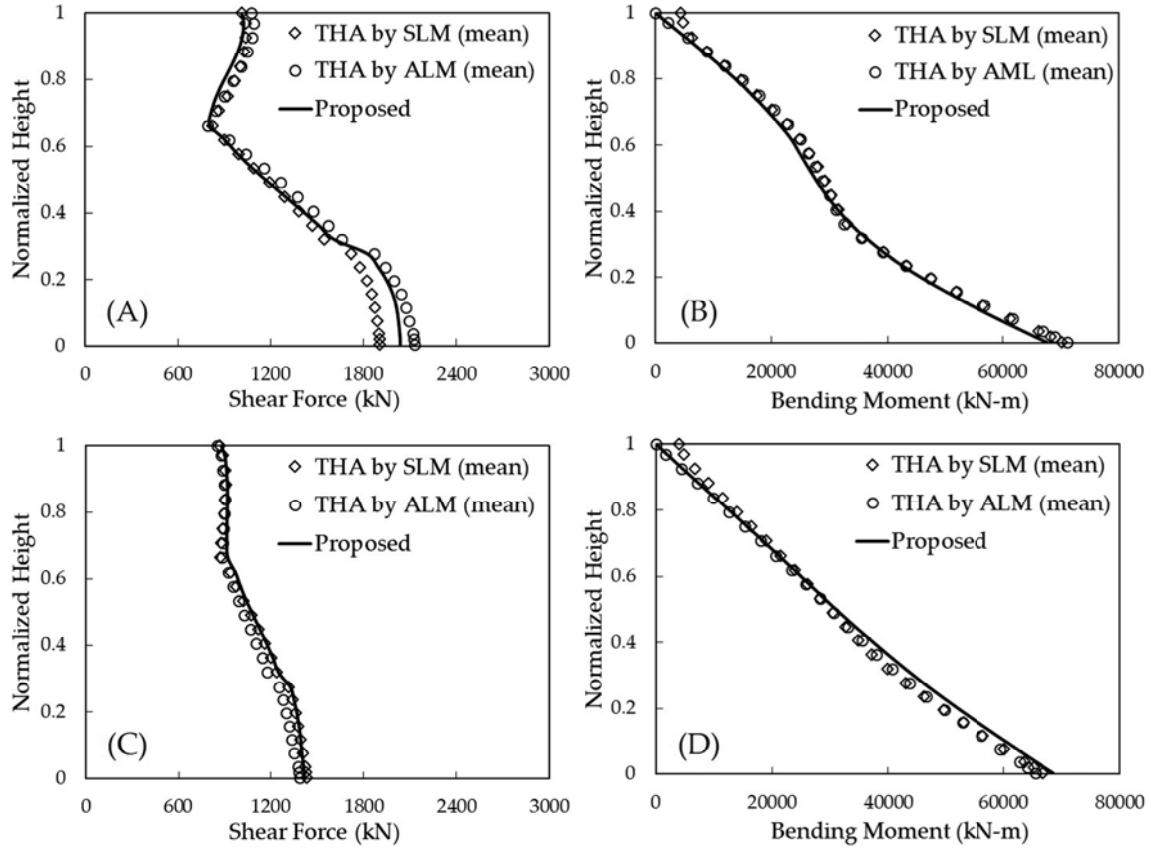 1
0.8
0.6
0.4
0.2
0
Normalized Height
THA by SLM (mean)
THA by ALM (mean)
Proposed
(A)
0 600 1200 1800 2400 3000
Shear Force (kN)
1
0.8
0.6
0.4
0.2
0
Normalized Height
THA by SLM (mean)
THA by AML (mean)
Proposed
(B)
0 20000 40000 60000 80000
Bending Moment (kN-m)
1
0.8
0.6
0.4
0.2
0
Normalized Height
THA by SLM (mean)
THA by ALM (mean)
Proposed
(C)
0 600 1200 1800 2400 3000
Shear Force (kN)
1
0.8
0.6
0.4
0.2
0
Normalized Height
THA by SLM (mean)
THA by ALM (mean)
Proposed
(D)
0 20000 40000 60000 80000
Bending Moment (kN-m)